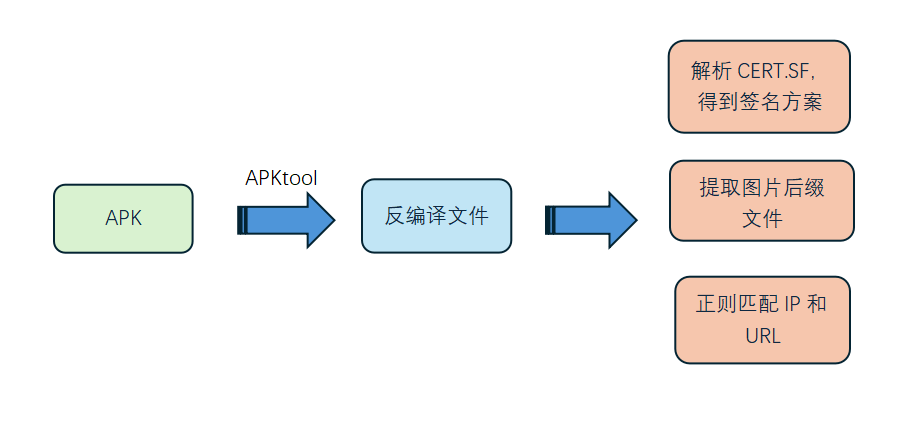 APK
APKtool
反编译文件
解析 CERT.SF，
得到签名方案
提取图片后缀
文件
正则匹配 IP 和
URL